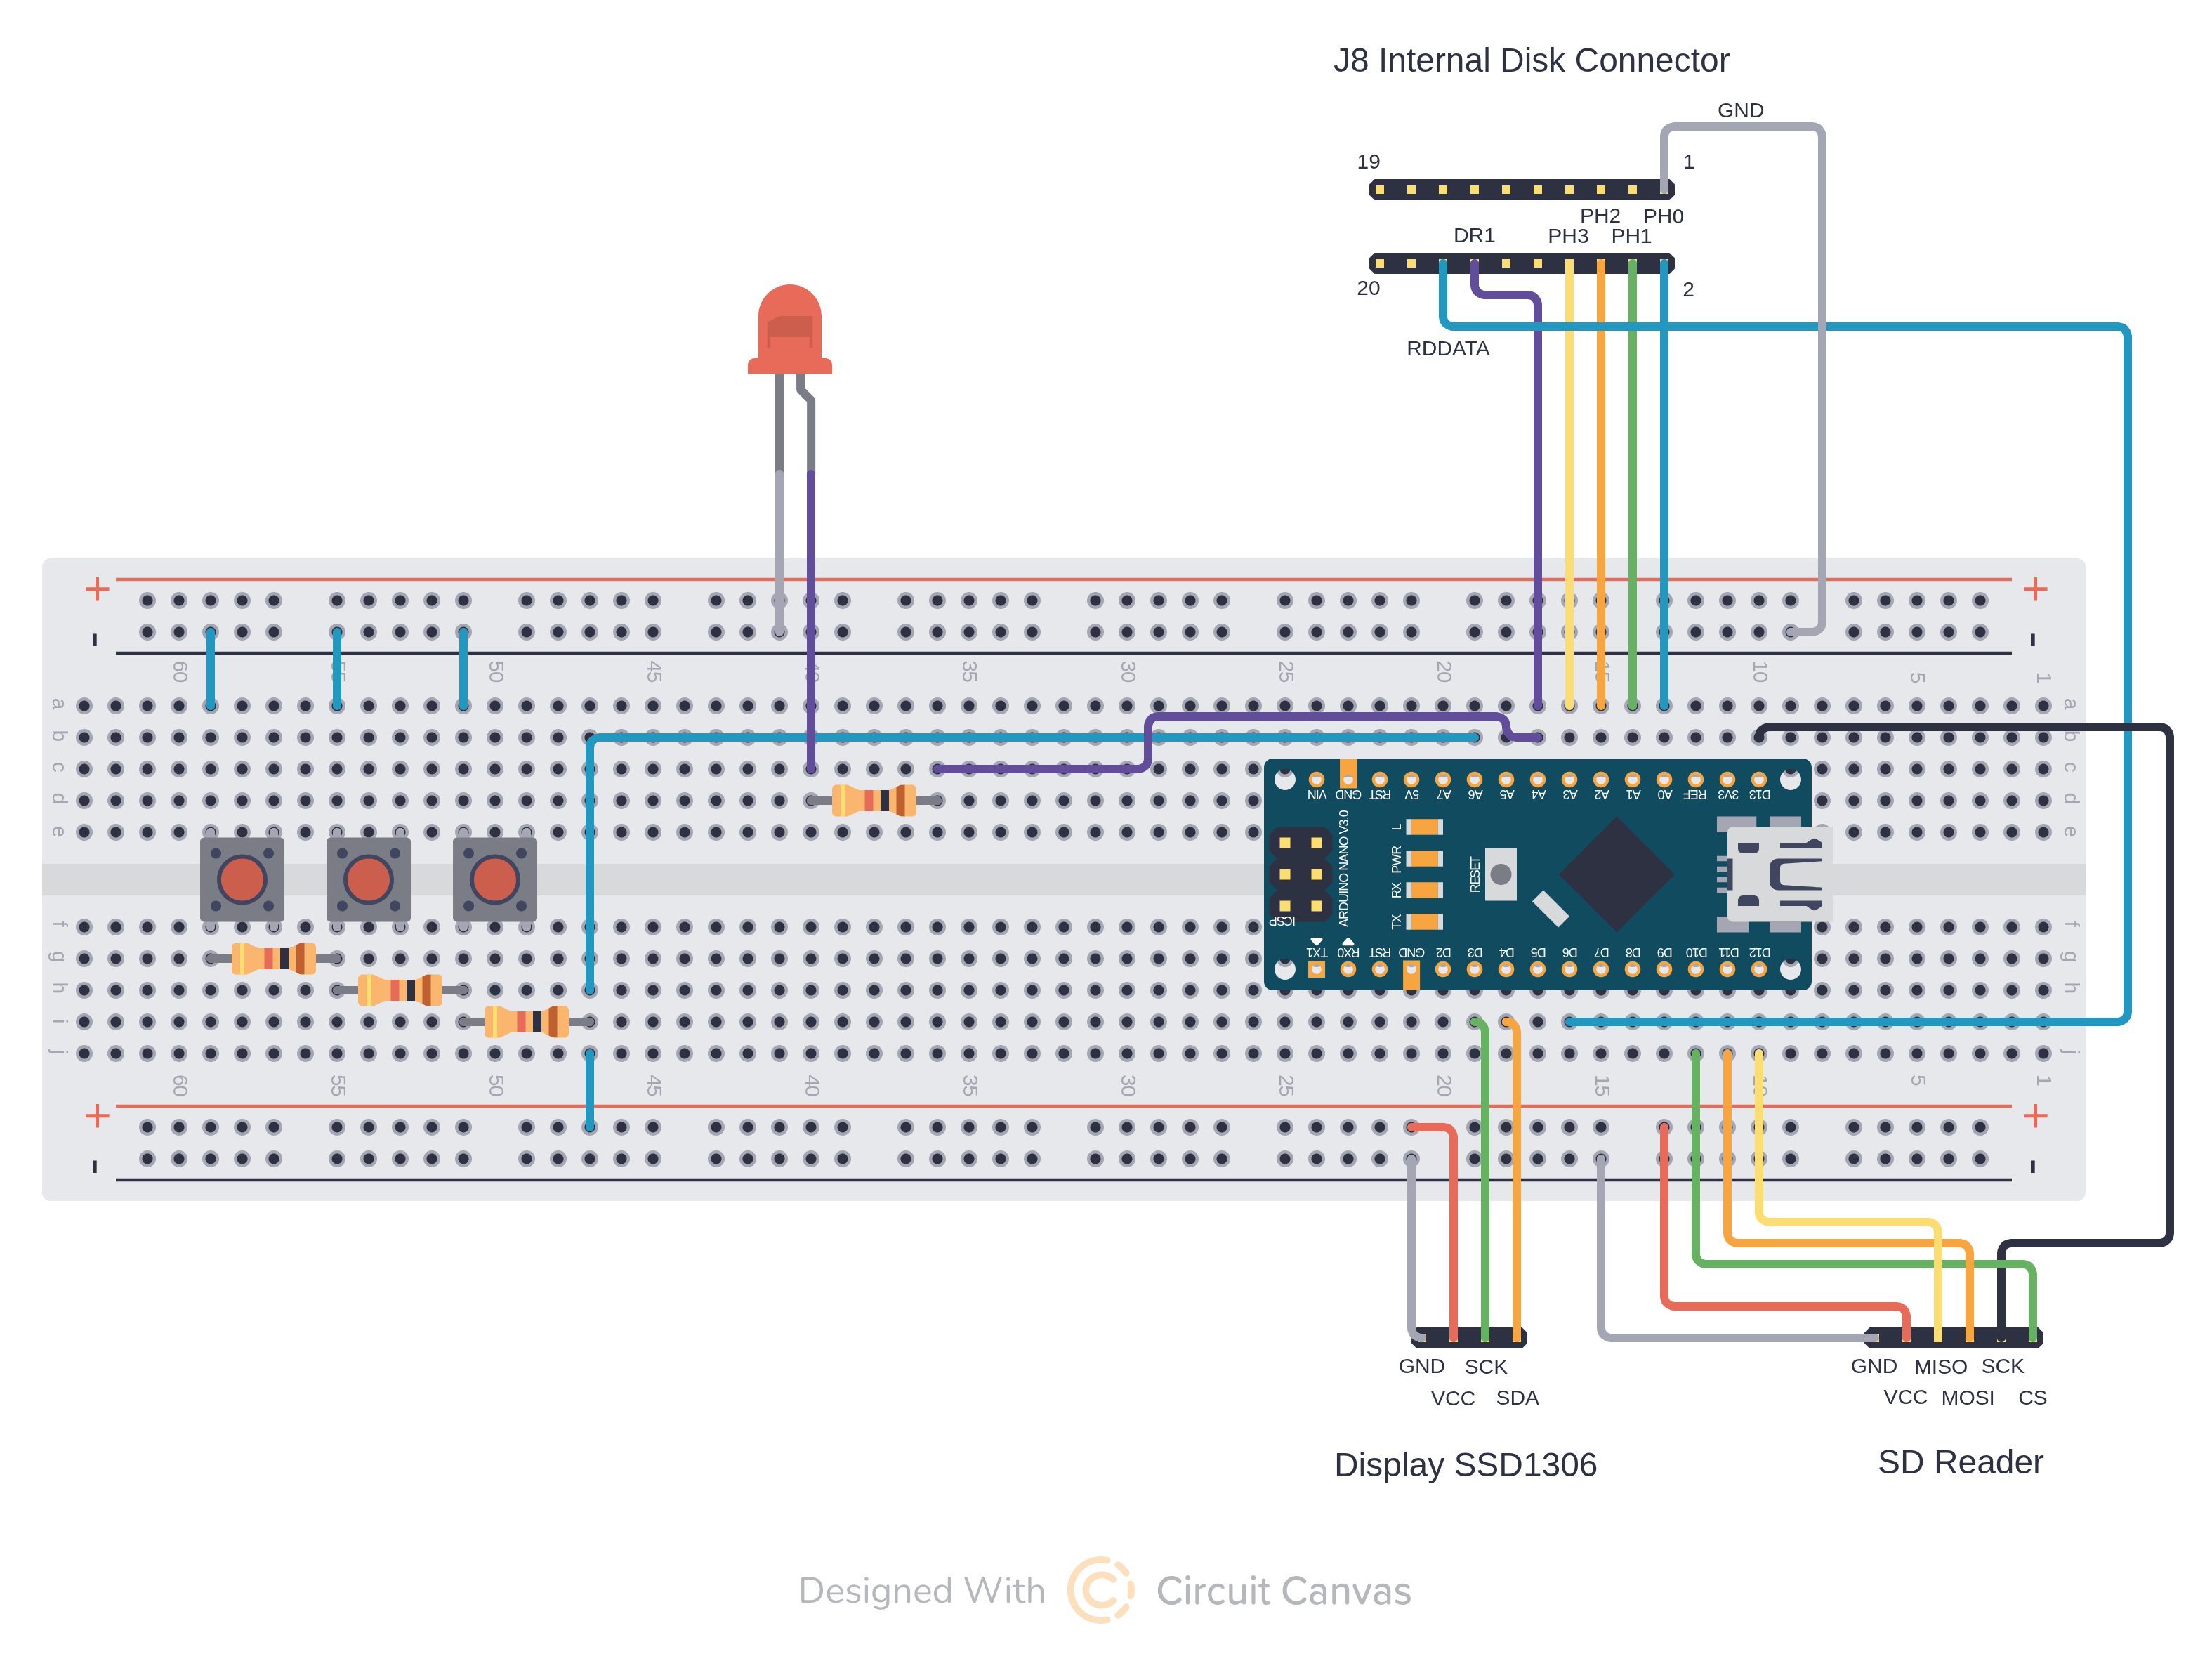 J8 Internal Disk Connector
GND
19 1
PH2 PH0
DR1 PH3 PH1
20 2
RDDATA
+ +
- -
60 55 50 45 40 35 30 25 20 15 10 5 1
a a
b b
c c
d d
e e
VIN GND RST 5V A7 A6 A5 A4 A3 A2 A1 A0 REF 3V3 D13
ARDUINO NANO V3.0
L
PWR
RX
TX
RESET
ICSP
TX1 RX0 RST GND D2 D3 D4 D5 D6 D7 D8 D9 D10 D11 D12
f f
g g
h h
i i
j j
60 55 50 45 40 35 30 25 20 15 10 5 1
+ +
- -
GND SCK
VCC SDA
GND MISO SCK
VCC MOSI CS
Display SSD1306
SD Reader
Designed With Circuit Canvas